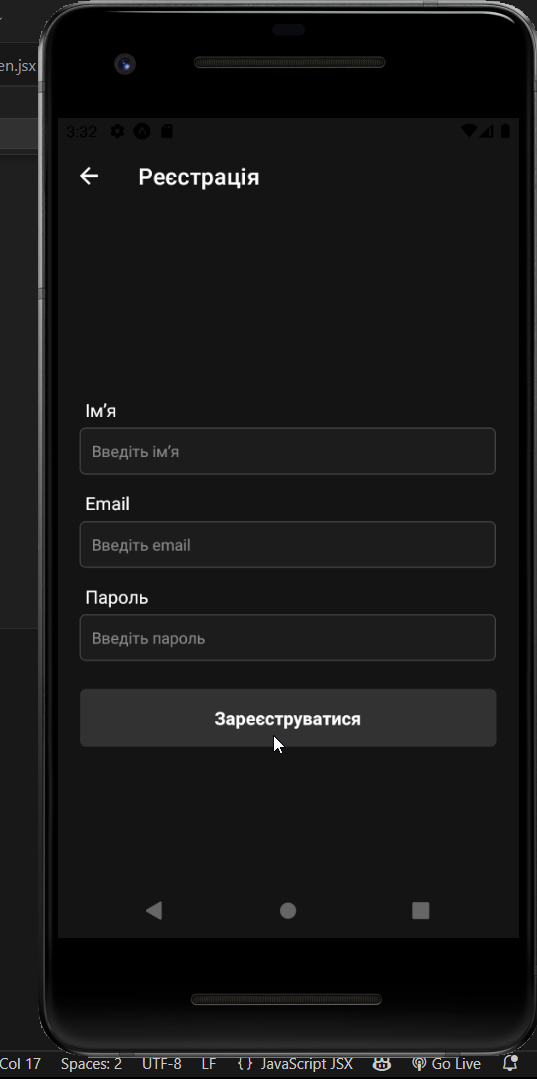 en.jsx
3:32
Реєстрація
Ім’я
Введіть ім’я
Email
Введіть email
Пароль
Введіть пароль
Зареєструватися
Col 17 Spaces: 2 UTF-8 LF {} JavaScript JSX Go Live